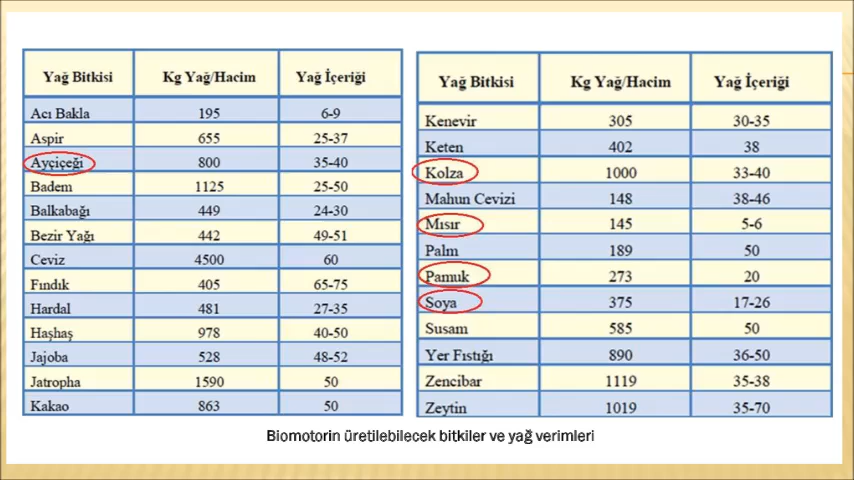 Yağ Bitkisi Kg Yağ/Hacim Yağ İçeriği
Acı Bakla 195 6-9
Aspir 655 25-37
Ayçiçeği 800 35-40
Badem 1125 25-50
Balkabağı 449 24-30
Bezir Yağı 442 49-51
Ceviz 4500 60
Fındık 405 65-75
Hardal 481 27-35
Haşhaş 978 40-50
Jajoba 528 48-52
Jatropha 1590 50
Kakao 863 50
Yağ Bitkisi Kg Yağ/Hacim Yağ İçeriği
Kenevir 305 30-35
Keten 402 38
Kolza 1000 33-40
Mahun Cevizi 148 38-46
Mısır 145 5-6
Palm 189 50
Pamuk 273 20
Soya 375 17-26
Susam 585 50
Yer Fıstığı 890 36-50
Zencibar 1119 35-38
Zeytin 1019 35-70
Biomotorin üretilebilecek bitkiler ve yağ verimleri